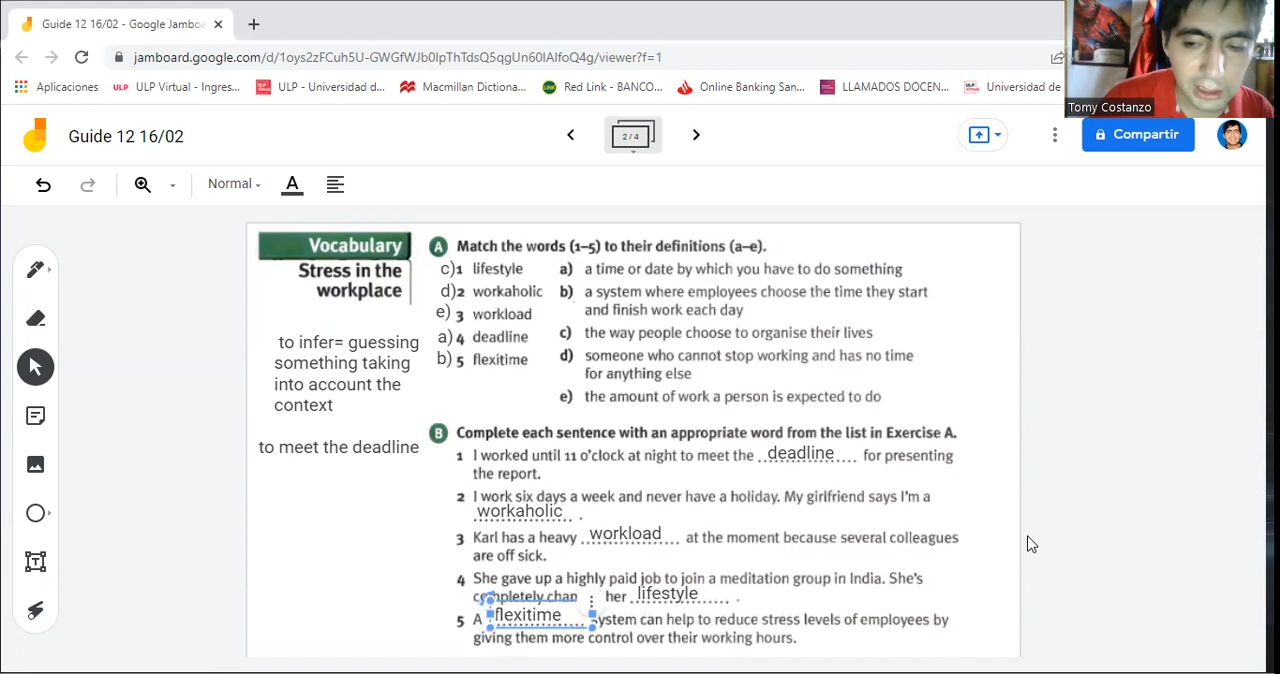 Guide 12 16/02 - Google Jamboa
jamboard.google.com/d/1oys2zFCuh5U-GWGfWJb0IpThTdsQ5qgUn60IAIfoQ4g/viewer?f=1
Aplicaciones ULP Virtual - Ingres... ULP - Universidad d... Macmillan Dictiona... Red Link - BANCO... Online Banking San... LLAMADOS DOCEN... Universidad de
Tomy Costanzo
Guide 12 16/02
2 / 4
Compartir
Normal
Vocabulary
Stress in the
workplace
to infer= guessing
something taking
into account the
context
to meet the deadline
A Match the words (1–5) to their definitions (a–e).
c) 1 lifestyle
d) 2 workaholic
e) 3 workload
a) 4 deadline
b) 5 flexitime
a) a time or date by which you have to do something
b) a system where employees choose the time they start
and finish work each day
c) the way people choose to organise their lives
d) someone who cannot stop working and has no time
for anything else
e) the amount of work a person is expected to do
B Complete each sentence with an appropriate word from the list in Exercise A.
1 I worked until 11 o'clock at night to meet the deadline for presenting
the report.
2 I work six days a week and never have a holiday. My girlfriend says I'm a
workaholic .
3 Karl has a heavy workload at the moment because several colleagues
are off sick.
4 She gave up a highly paid job to join a meditation group in India. She's
completely chan her lifestyle .
5 A flexitime system can help to reduce stress levels of employees by
giving them more control over their working hours.